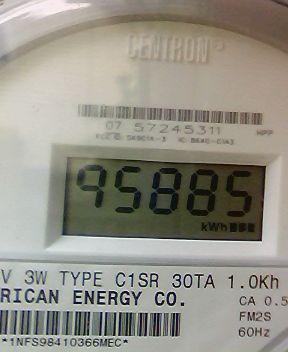 CENTRON®
07 57245311 HPP
95885
kWh
V 3W TYPE C1SR 30TA 1.0Kh
RICAN ENERGY CO.
CA 0.5
FM2S
60Hz
*1NFS98410366MEC*